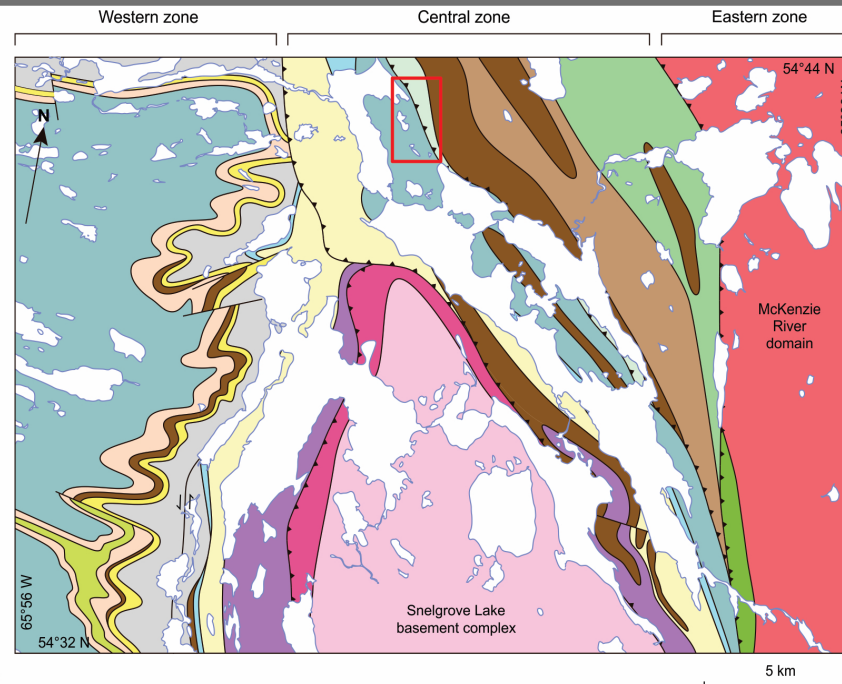 Western zone
Central zone
Eastern zone
54°44 N
N
McKenzie
River
domain
65°56 W
Snelgrove Lake
basement complex
54°32 N
5 km